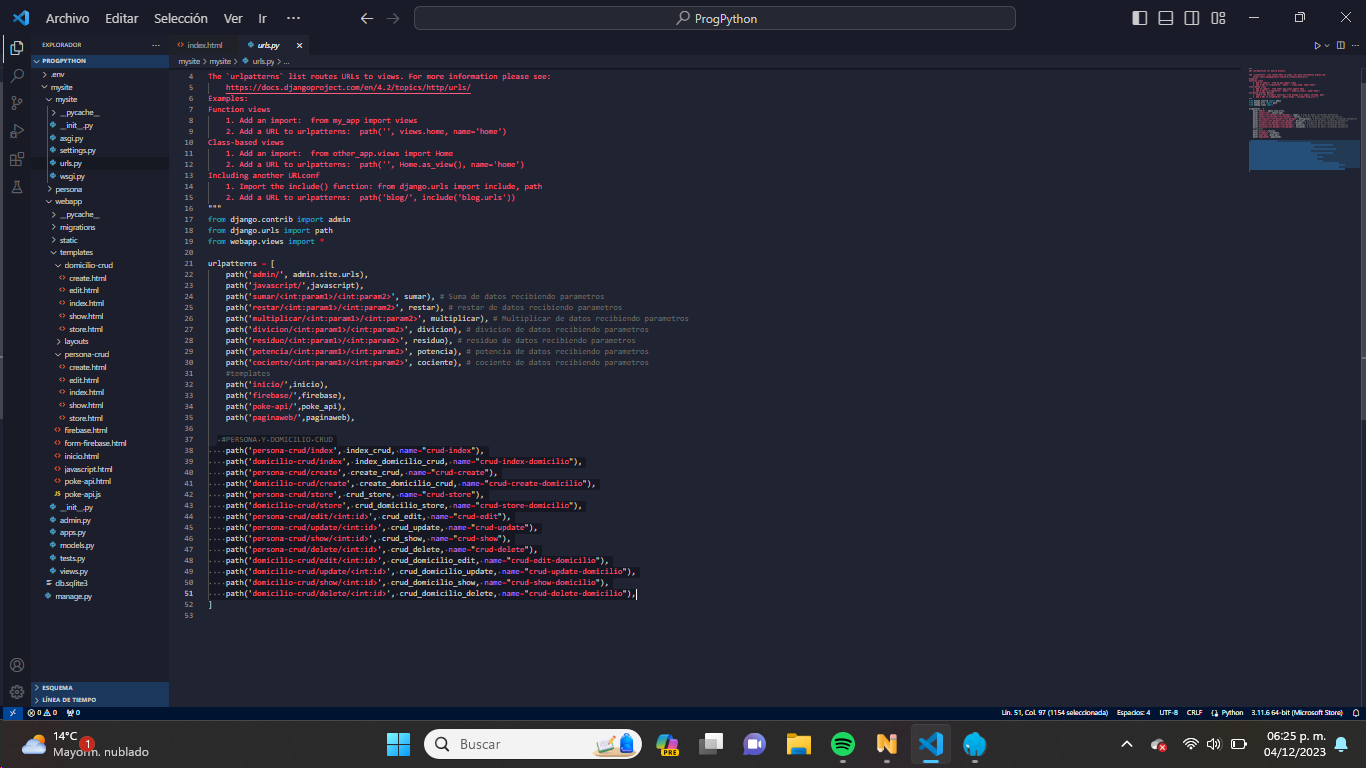 Archivo Editar Selección Ver Ir ···
ProgPython
EXPLORADOR ···
index.html
urls.py
PROGPYTHON
.env
mysite
mysite
__pycache__
__init__.py
asgi.py
settings.py
urls.py
wsgi.py
persona
webapp
__pycache__
migrations
static
templates
domicilio-crud
create.html
edit.html
index.html
show.html
store.html
layouts
persona-crud
create.html
edit.html
index.html
show.html
store.html
firebase.html
form-firebase.html
inicio.html
javascript.html
poke-api.html
JS poke-api.js
__init__.py
admin.py
apps.py
models.py
tests.py
views.py
db.sqlite3
manage.py
ESQUEMA
LÍNEA DE TIEMPO
mysite > mysite > urls.py > ...
4 The `urlpatterns` list routes URLs to views. For more information please see:
5 https://docs.djangoproject.com/en/4.2/topics/http/urls/
6 Examples:
7 Function views
8 1. Add an import:  from my_app import views
9 2. Add a URL to urlpatterns:  path('', views.home, name='home')
10 Class-based views
11 1. Add an import:  from other_app.views import Home
12 2. Add a URL to urlpatterns:  path('', Home.as_view(), name='home')
13 Including another URLconf
14 1. Import the include() function: from django.urls import include, path
15 2. Add a URL to urlpatterns:  path('blog/', include('blog.urls'))
16 """
17 from django.contrib import admin
18 from django.urls import path
19 from webapp.views import *
20
21 urlpatterns = [
22 path('admin/', admin.site.urls),
23 path('javascript/',javascript),
24 path('sumar/<int:param1>/<int:param2>', sumar), # Suma de datos recibiendo parametros
25 path('restar/<int:param1>/<int:param2>', restar), # restar de datos recibiendo parametros
26 path('multiplicar/<int:param1>/<int:param2>', multiplicar), # Multiplicar de datos recibiendo parametros
27 path('divicion/<int:param1>/<int:param2>', divicion), # divicion de datos recibiendo parametros
28 path('residuo/<int:param1>/<int:param2>', residuo), # residuo de datos recibiendo parametros
29 path('potencia/<int:param1>/<int:param2>', potencia), # potencia de datos recibiendo parametros
30 path('cociente/<int:param1>/<int:param2>', cociente), # cociente de datos recibiendo parametros
31 #templates
32 path('inicio/',inicio),
33 path('firebase/',firebase),
34 path('poke-api/',poke_api),
35 path('paginaweb/',paginaweb),
36
37 #PERSONA Y DOMICILIO CRUD
38 path('persona-crud/index', index_crud, name="crud-index"),
39 path('domicilio-crud/index', index_domicilio_crud, name="crud-index-domicilio"),
40 path('persona-crud/create', create_crud, name="crud-create"),
41 path('domicilio-crud/create', create_domicilio_crud, name="crud-create-domicilio"),
42 path('persona-crud/store', crud_store, name="crud-store"),
43 path('domicilio-crud/store', crud_domicilio_store, name="crud-store-domicilio"),
44 path('persona-crud/edit/<int:id>', crud_edit, name="crud-edit"),
45 path('persona-crud/update/<int:id>', crud_update, name="crud-update"),
46 path('persona-crud/show/<int:id>', crud_show, name="crud-show"),
47 path('persona-crud/delete/<int:id>', crud_delete, name="crud-delete"),
48 path('domicilio-crud/edit/<int:id>', crud_domicilio_edit, name="crud-edit-domicilio"),
49 path('domicilio-crud/update/<int:id>', crud_domicilio_update, name="crud-update-domicilio"),
50 path('domicilio-crud/show/<int:id>', crud_domicilio_show, name="crud-show-domicilio"),
51 path('domicilio-crud/delete/<int:id>', crud_domicilio_delete, name="crud-delete-domicilio"),
52 ]
53
0 0 0
Lín. 51, Col. 97 (1154 seleccionada) Espacios: 4 UTF-8 CRLF Python 3.11.6 64-bit (Microsoft Store)
14°C
1
Mayorm. nublado
Buscar
PRE
06:25 p. m.
04/12/2023